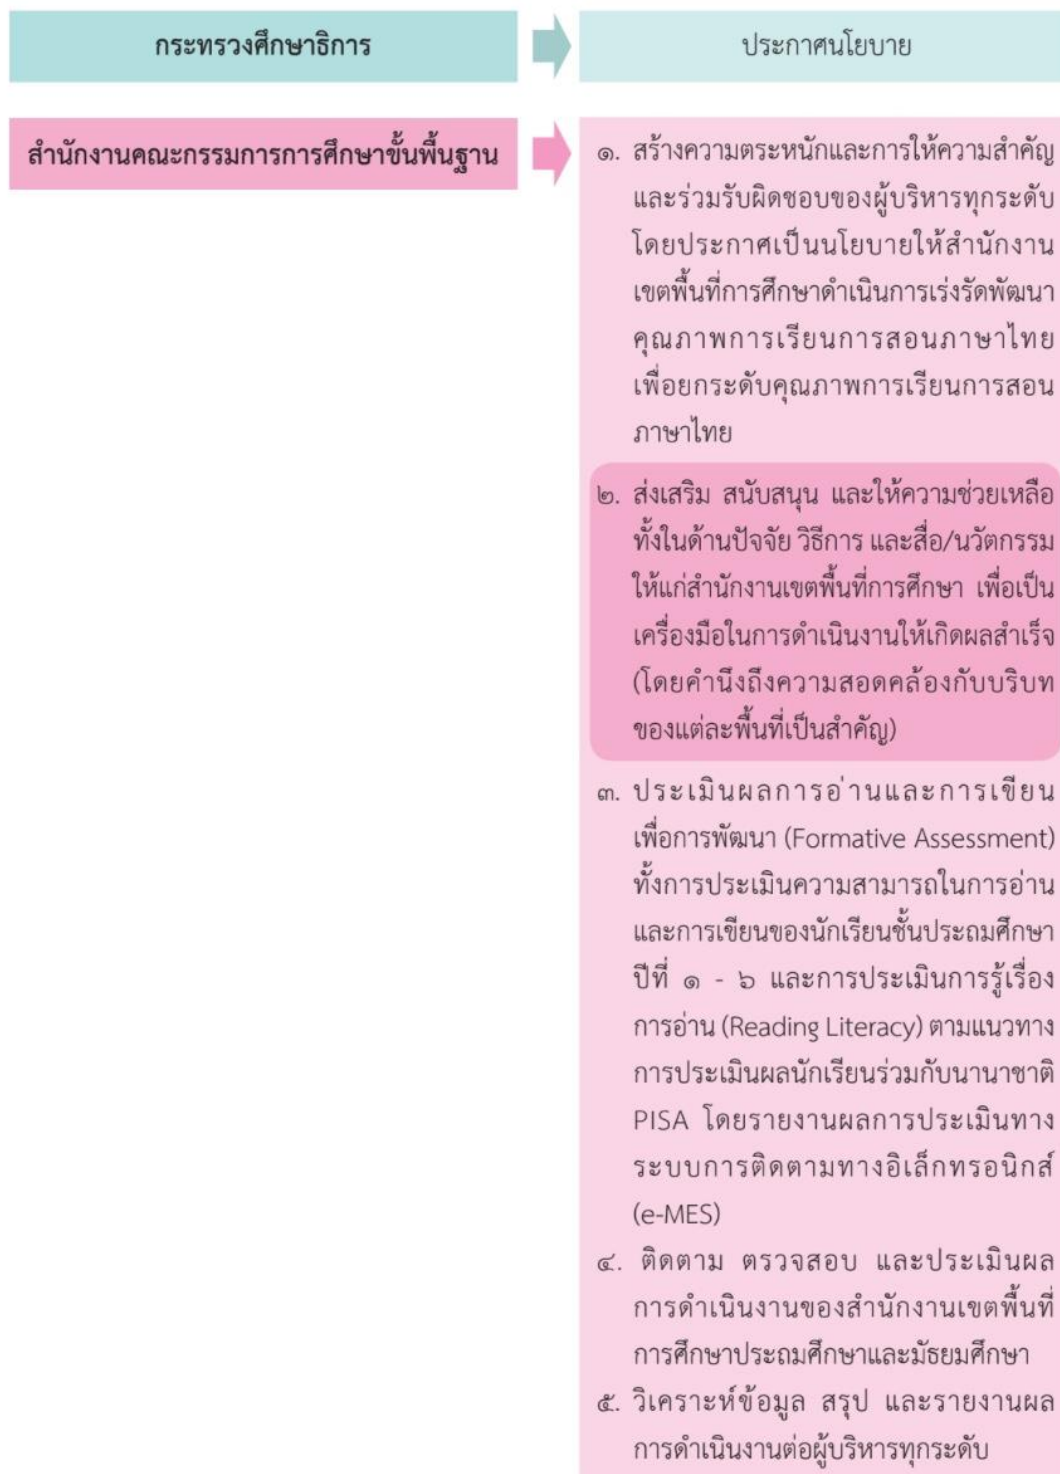 กระทรวงศึกษาธิการ
ประกาศนโยบาย
สำนักงานคณะกรรมการการศึกษาขั้นพื้นฐาน
๑. สร้างความตระหนักและการให้ความสำคัญ
และร่วมรับผิดชอบของผู้บริหารทุกระดับ
โดยประกาศเป็นนโยบายให้สำนักงาน
เขตพื้นที่การศึกษาดำเนินการเร่งรัดพัฒนา
คุณภาพการเรียนการสอนภาษาไทย
เพื่อยกระดับคุณภาพการเรียนการสอน
ภาษาไทย
๒. ส่งเสริม สนับสนุน และให้ความช่วยเหลือ
ทั้งในด้านปัจจัย วิธีการ และสื่อ/นวัตกรรม
ให้แก่สำนักงานเขตพื้นที่การศึกษา เพื่อเป็น
เครื่องมือในการดำเนินงานให้เกิดผลสำเร็จ
(โดยคำนึงถึงความสอดคล้องกับบริบท
ของแต่ละพื้นที่เป็นสำคัญ)
๓. ประเมินผลการอ่านและการเขียน
เพื่อการพัฒนา (Formative Assessment)
ทั้งการประเมินความสามารถในการอ่าน
และการเขียนของนักเรียนชั้นประถมศึกษา
ปีที่ ๑ - ๖ และการประเมินการรู้เรื่อง
การอ่าน (Reading Literacy) ตามแนวทาง
การประเมินผลนักเรียนร่วมกับนานาชาติ
PISA โดยรายงานผลการประเมินทาง
ระบบการติดตามทางอิเล็กทรอนิกส์
(e-MES)
๔. ติดตาม ตรวจสอบ และประเมินผล
การดำเนินงานของสำนักงานเขตพื้นที่
การศึกษาประถมศึกษาและมัธยมศึกษา
๕. วิเคราะห์ข้อมูล สรุป และรายงานผล
การดำเนินงานต่อผู้บริหารทุกระดับ